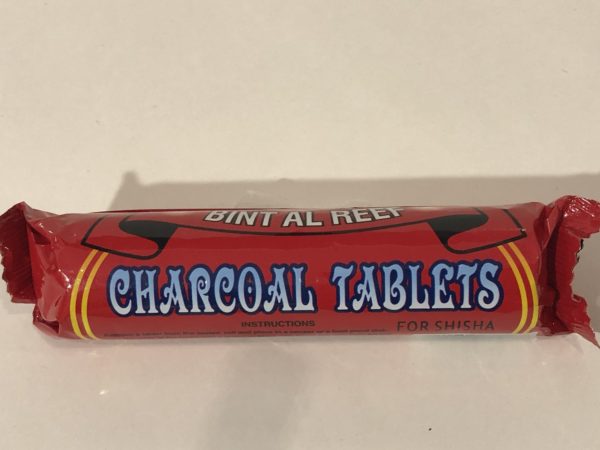 BINT AL REEF
CHARCOAL TABLETS
INSTRUCTIONS
FOR SHISHA